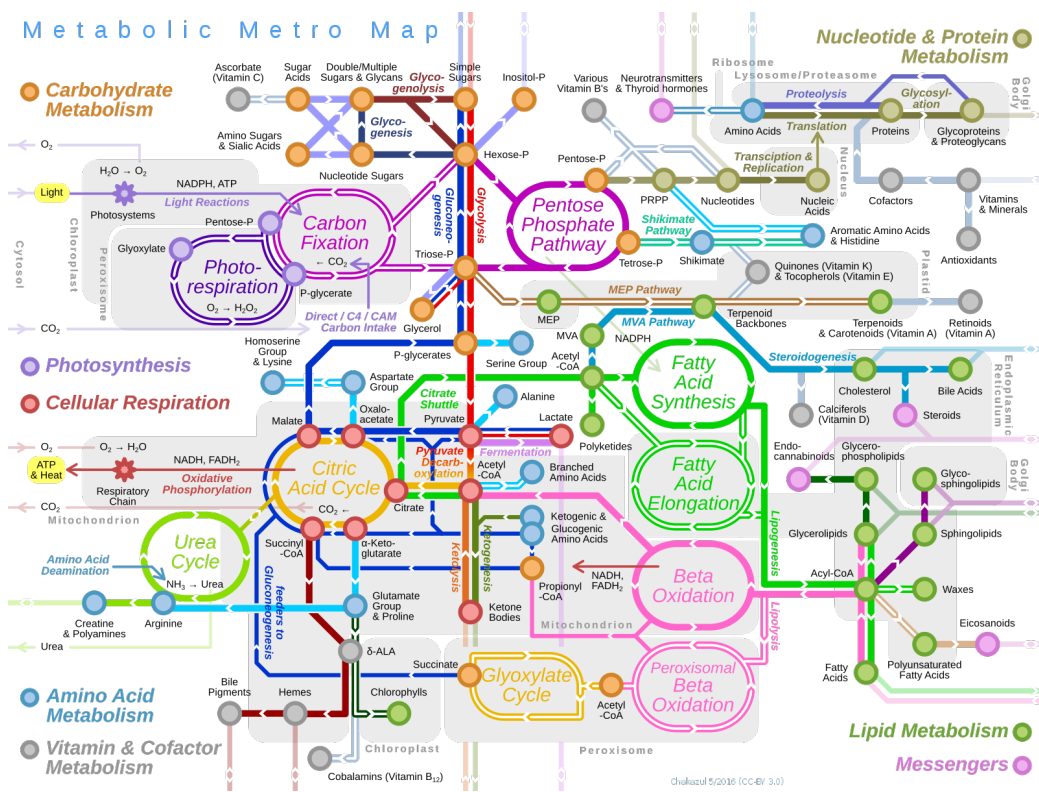 Metabolic Metro Map
Nucleotide & Protein
Metabolism
Carbohydrate
Metabolism
Ascorbate
(Vitamin C)
Sugar
Acids
Double/Multiple
Sugars & Glycans
Glyco-
genolysis
Simple
Sugars
Inositol-P
Various
Vitamin B's
Neurotransmitters
& Thyroid hormones
Ribosome
Lysosome/Proteasome
Proteolysis
Glycosyl-
ation
Golgi
Body
Amino Acids
Proteins
Glycoproteins
& Proteoglycans
Translation
Amino Sugars
& Sialic Acids
Glyco-
genesis
Nucleotide Sugars
Hexose-P
Pentose-P
Transciption &
Replication
Nucleus
PRPP
Nucleotides
Nucleic
Acids
Cofactors
Vitamins
& Minerals
Antioxidants
O₂
H₂O → O₂
Light
NADPH, ATP
Light Reactions
Photosystems
Chloroplast
Cytosol
Peroxisome
Pentose-P
Carbon
Fixation
← CO₂
Glyoxylate
Photo-
respiration
O₂ → H₂O₂
P-glycerate
Direct / C4 / CAM
Carbon Intake
CO₂
Gluconeo-
genesis
Glycolysis
Triose-P
Glycerol
Pentose
Phosphate
Pathway
Tetrose-P
Shikimate
Pathway
Shikimate
Aromatic Amino Acids
& Histidine
Quinones (Vitamin K)
& Tocopherols (Vitamin E)
Plastid
MEP Pathway
MEP
MVA Pathway
Terpenoid
Backbones
Terpenoids
& Carotenoids (Vitamin A)
Retinoids
(Vitamin A)
MVA
NADPH
Acetyl
-CoA
Photosynthesis
Cellular Respiration
Homoserine
Group
& Lysine
Aspartate
Group
P-glycerates
Serine Group
Alanine
Citrate
Shuttle
Malate
Oxalo-
acetate
Pyruvate
Lactate
Polyketides
Fatty
Acid
Synthesis
Steroidogenesis
Cholesterol
Bile Acids
Calciferols
(Vitamin D)
Steroids
Endoplasmic
Reticulum
O₂
O₂ → H₂O
ATP
& Heat
NADH, FADH₂
Oxidative
Phosphorylation
Respiratory
Chain
CO₂
Mitochondrion
Citric
Acid Cycle
CO₂ ←
Pyruvate
Decarb-
oxylation
Fermentation
Acetyl
-CoA
Branched
Amino Acids
Citrate
Ketogenic &
Glucogenic
Amino Acids
Fatty
Acid
Elongation
Endo-
cannabinoids
Glycero-
phospholipids
Glyco-
sphingolipids
Golgi
Body
Glycerolipids
Sphingolipids
Lipogenesis
Urea
Cycle
NH₃ → Urea
Amino Acid
Deamination
Succinyl
-CoA
α-Keto-
glutarate
Ketolysis
Ketogenesis
Propionyl
-CoA
NADH,
FADH₂
Beta
Oxidation
Acyl-CoA
Waxes
Creatine
& Polyamines
Arginine
Urea
feeders to
Gluconeogenesis
Glutamate
Group
& Proline
Ketone
Bodies
Mitochondrion
Lipolysis
Eicosanoids
Polyunsaturated
Fatty Acids
Fatty
Acids
δ-ALA
Succinate
Glyoxylate
Cycle
Acetyl
-CoA
Peroxisomal
Beta
Oxidation
Bile
Pigments
Hemes
Chlorophylls
Chloroplast
Peroxisome
Cobalamins (Vitamin B₁₂)
Amino Acid
Metabolism
Vitamin & Cofactor
Metabolism
Lipid Metabolism
Messengers
Chakazul 5/2016 (CC-BY 3.0)